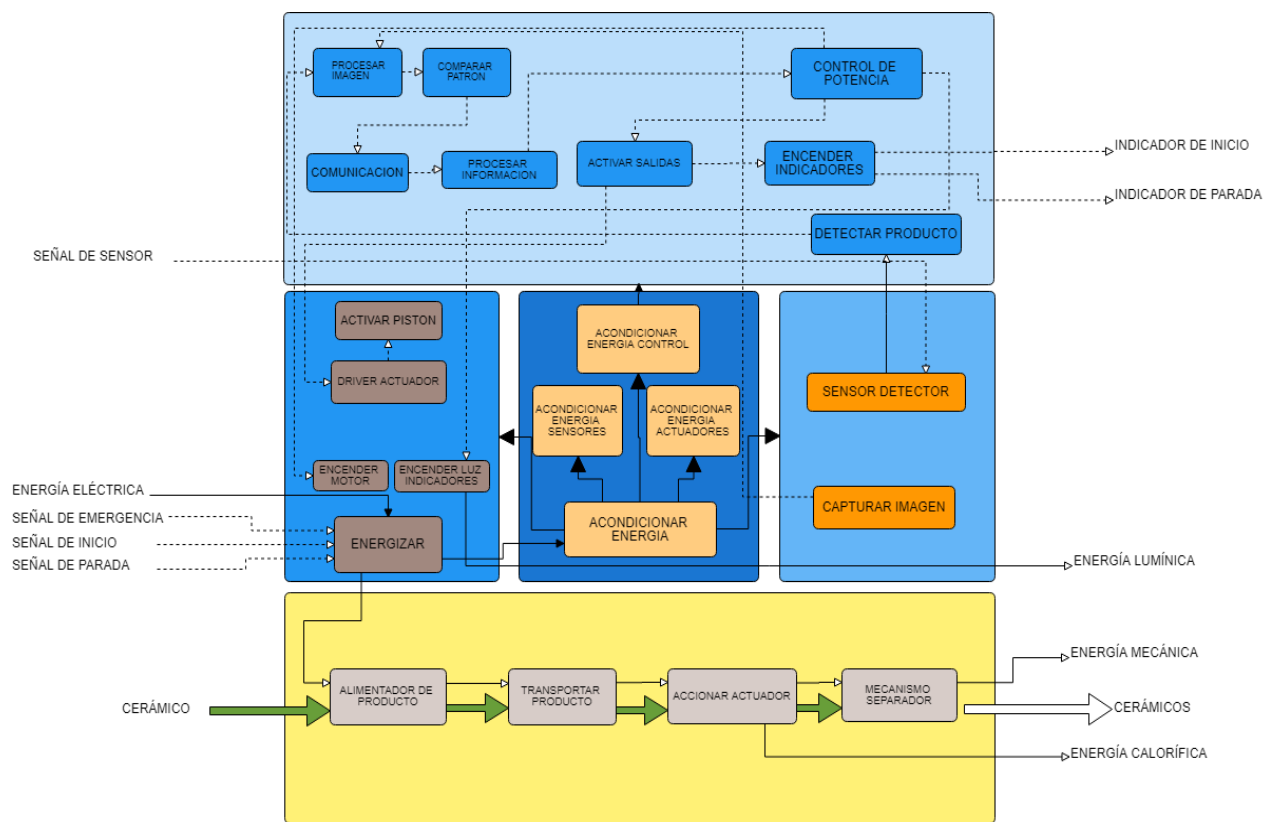 PROCESAR
IMAGEN
COMPARAR
PATRON
CONTROL DE
POTENCIA
COMUNICACION
PROCESAR
INFORMACION
ACTIVAR SALIDAS
ENCENDER
INDICADORES
INDICADOR DE INICIO
INDICADOR DE PARADA
DETECTAR PRODUCTO
SEÑAL DE SENSOR
ACTIVAR PISTON
DRIVER ACTUADOR
ENCENDER
MOTOR
ENCENDER LUZ
INDICADORES
ENERGIZAR
ACONDICIONAR
ENERGIA CONTROL
ACONDICIONAR
ENERGIA
SENSORES
ACONDICIONAR
ENERGIA
ACTUADORES
ACONDICIONAR
ENERGIA
SENSOR DETECTOR
CAPTURAR IMAGEN
ENERGÍA ELÉCTRICA
SEÑAL DE EMERGENCIA
SEÑAL DE INICIO
SEÑAL DE PARADA
ENERGÍA LUMÍNICA
CERÁMICO
ALIMENTADOR DE
PRODUCTO
TRANSPORTAR
PRODUCTO
ACCIONAR ACTUADOR
MECANISMO
SEPARADOR
ENERGÍA MECÁNICA
CERÁMICOS
ENERGÍA CALORÍFICA